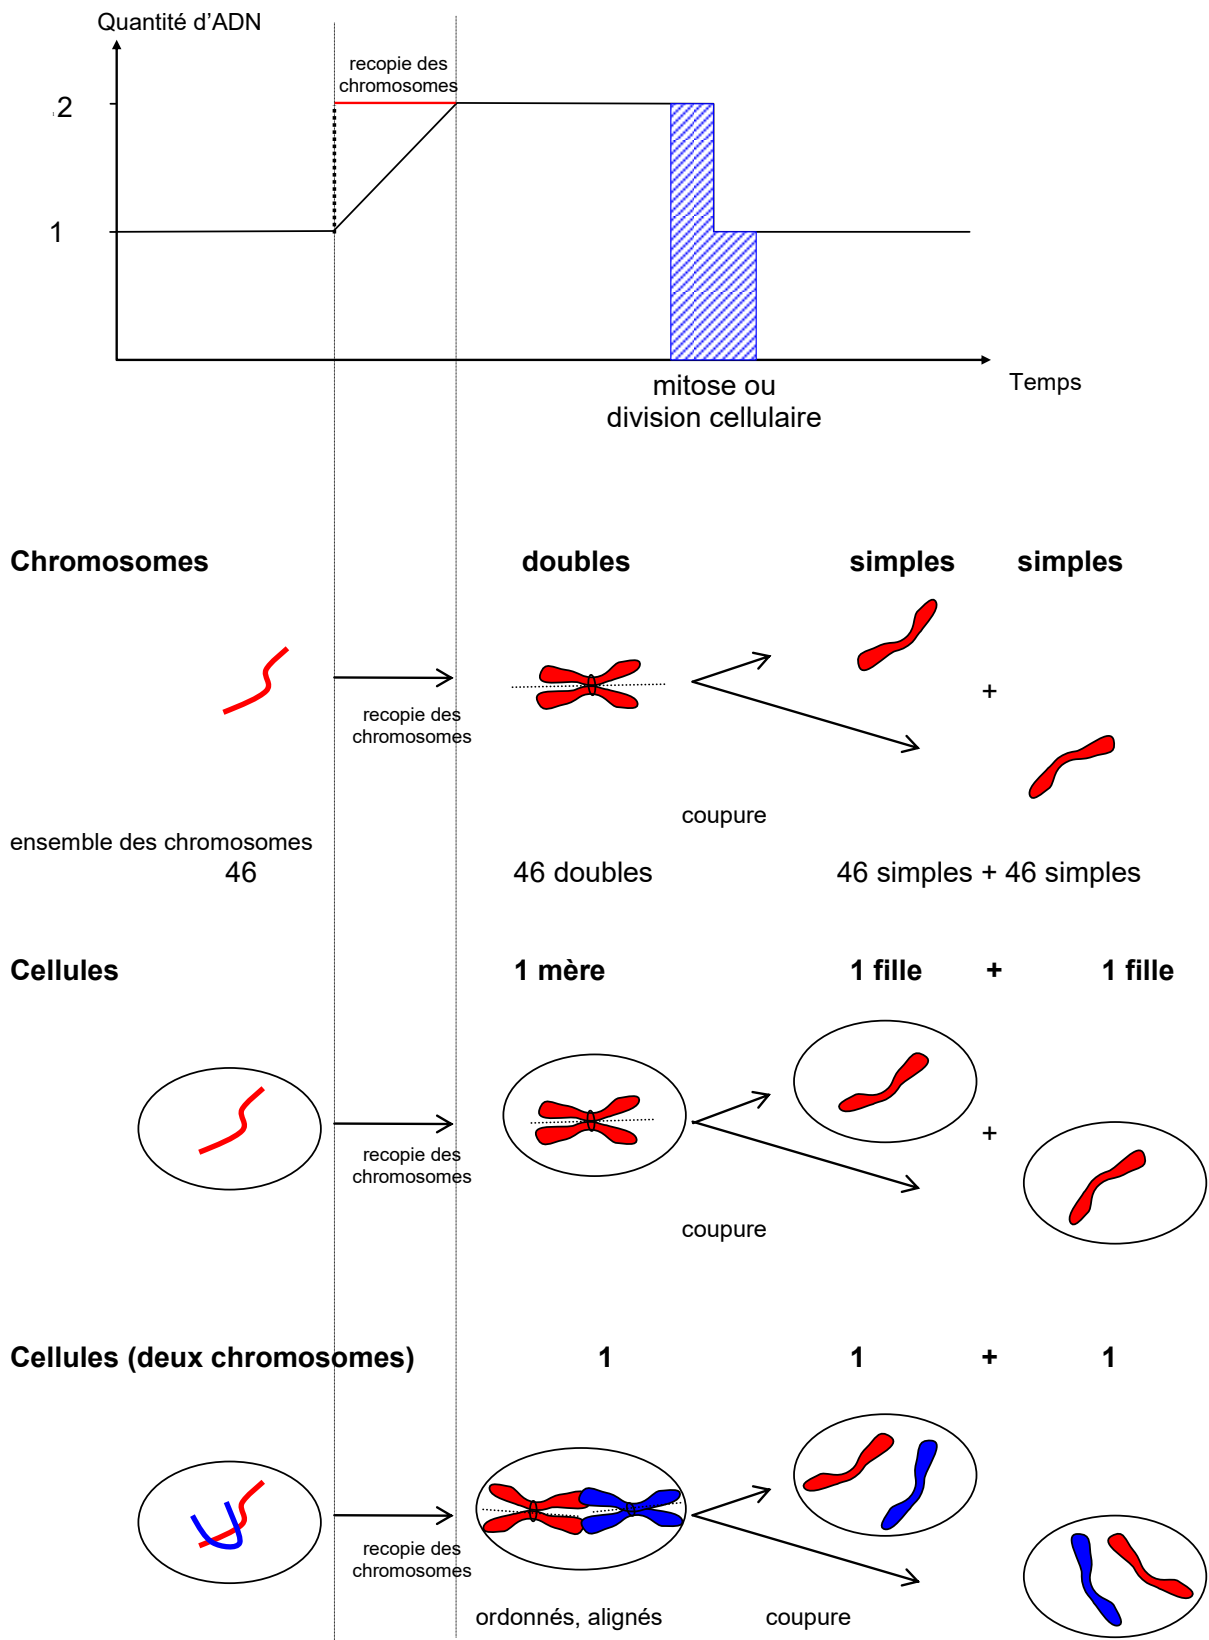 Quantité d’ADN
recopie des
chromosomes
2
1
mitose ou
division cellulaire
Temps
Chromosomes doubles simples simples
+
recopie des
chromosomes
coupure
ensemble des chromosomes
46 46 doubles 46 simples + 46 simples
Cellules 1 mère 1 fille + 1 fille
+
recopie des
chromosomes
coupure
Cellules (deux chromosomes) 1 1 + 1
recopie des
chromosomes
ordonnés, alignés coupure